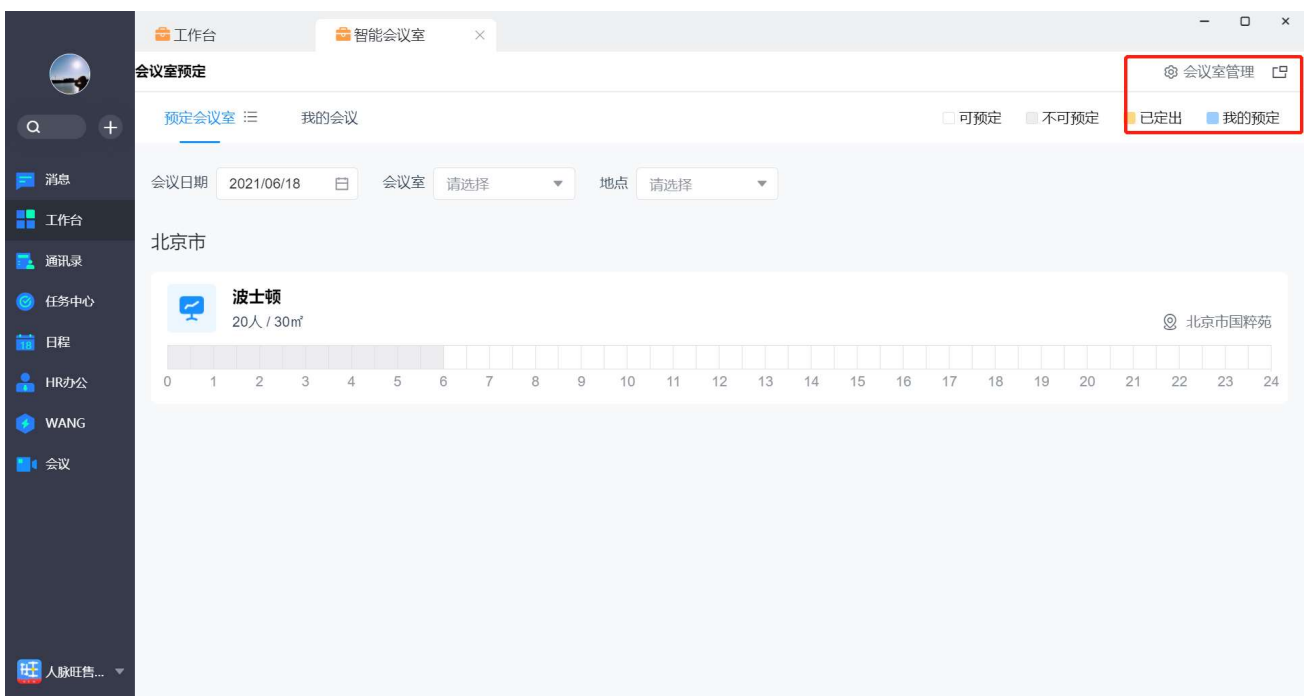 工作台
智能会议室
会议室预定
会议室管理
预定会议室
我的会议
可预定
不可预定
已定出
我的预定
消息
工作台
通讯录
任务中心
18
日程
HR办公
WANG
会议
会议日期
2021/06/18
会议室
请选择
地点
请选择
北京市
波士顿
20人 / 30㎡
北京市国粹苑
0 1 2 3 4 5 6 7 8 9 10 11 12 13 14 15 16 17 18 19 20 21 22 23 24
旺
人脉旺售...